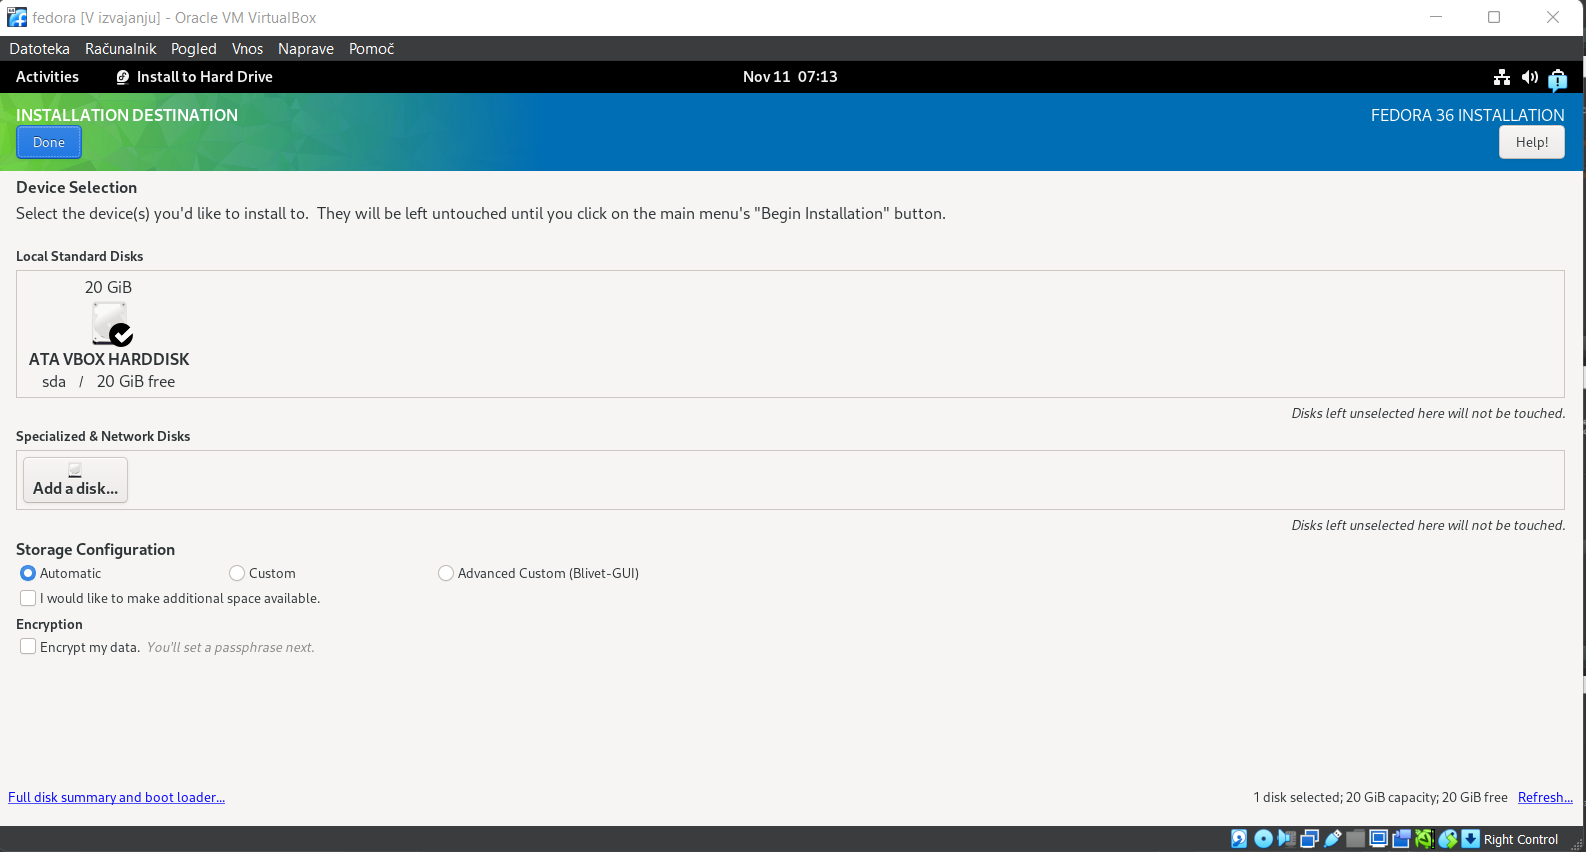 fedora [V izvajanju] - Oracle VM VirtualBox
Datoteka Računalnik Pogled Vnos Naprave Pomoč
Activities Install to Hard Drive Nov 11 07:13
INSTALLATION DESTINATION FEDORA 36 INSTALLATION
Done Help!
Device Selection
Select the device(s) you'd like to install to. They will be left untouched until you click on the main menu's "Begin Installation" button.
Local Standard Disks
20 GiB
ATA VBOX HARDDISK
sda / 20 GiB free
Disks left unselected here will not be touched.
Specialized & Network Disks
Add a disk...
Disks left unselected here will not be touched.
Storage Configuration
Automatic Custom Advanced Custom (Blivet-GUI)
I would like to make additional space available.
Encryption
Encrypt my data. You'll set a passphrase next.
Full disk summary and boot loader... 1 disk selected; 20 GiB capacity; 20 GiB free Refresh...
Right Control